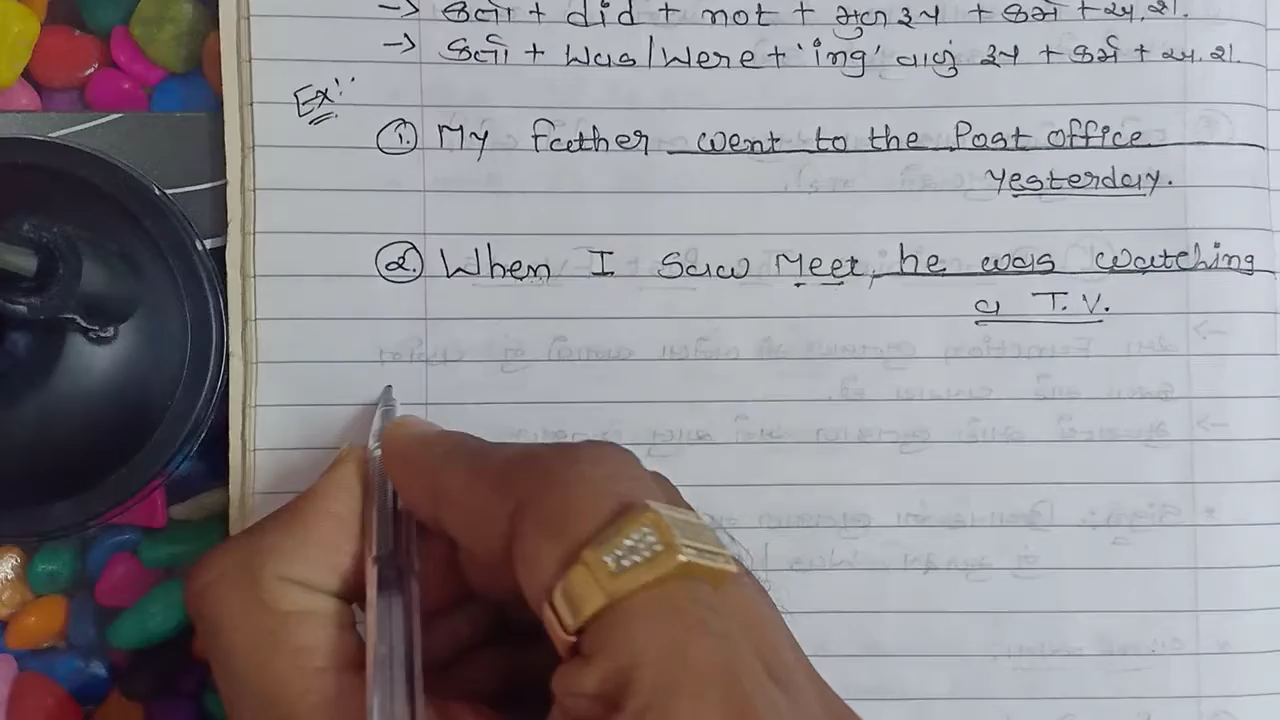 -> કર્તા + did + not + મુળરૂપ + કર્મ + અ.શ.
-> કર્તા + was/were + 'ing' વાળું રૂપ + કર્મ + અ.શ.
Ex:-
①. My Father went to the Post office
yesterday.
②. When I saw Meet, he was watching
a T.V.